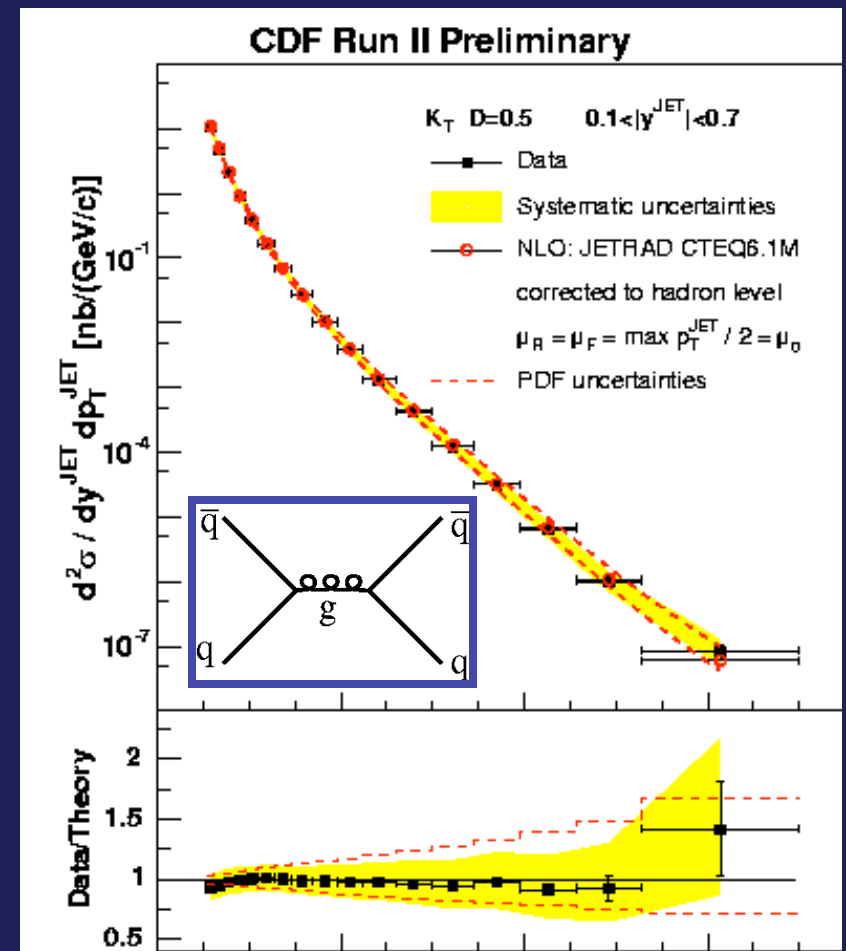 CDF Run II Preliminary
K_T D=0.5 0.1<|y^JET|<0.7
Data
Systematic uncertainties
NLO: JETRAD CTEQ6.1M
corrected to hadron level
μ_R = μ_F = max p_T^JET / 2 = μ_0
PDF uncertainties
d²σ / dy^JET dp_T^JET [nb/(GeV/c)]
10^-1
10^-4
10^-7
q̅ q̅
g
q q
Data/Theory
2
1.5
1
0.5